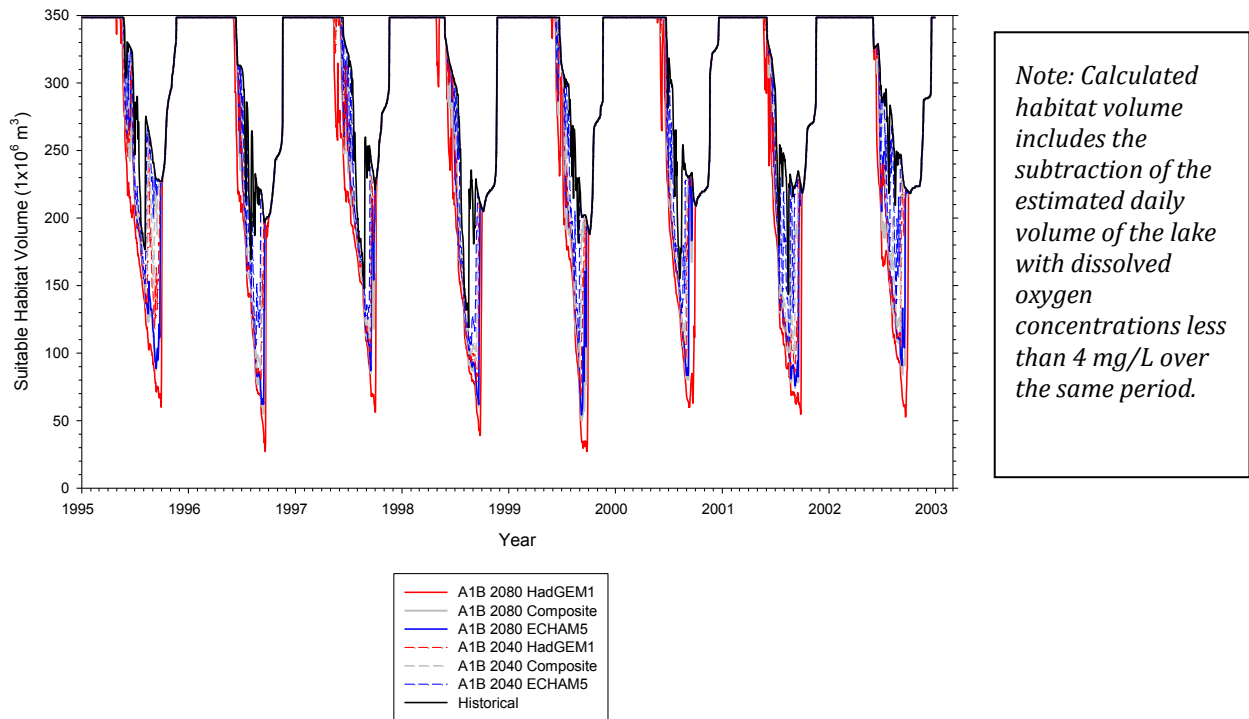 350
300
250
200
150
100
50
0
Suitable Habitat Volume (1x10⁶ m³)
1995 1996 1997 1998 1999 2000 2001 2002 2003
Year
A1B 2080 HadGEM1
A1B 2080 Composite
A1B 2080 ECHAM5
A1B 2040 HadGEM1
A1B 2040 Composite
A1B 2040 ECHAM5
Historical
Note: Calculated
habitat volume
includes the
subtraction of the
estimated daily
volume of the lake
with dissolved
oxygen
concentrations less
than 4 mg/L over
the same period.